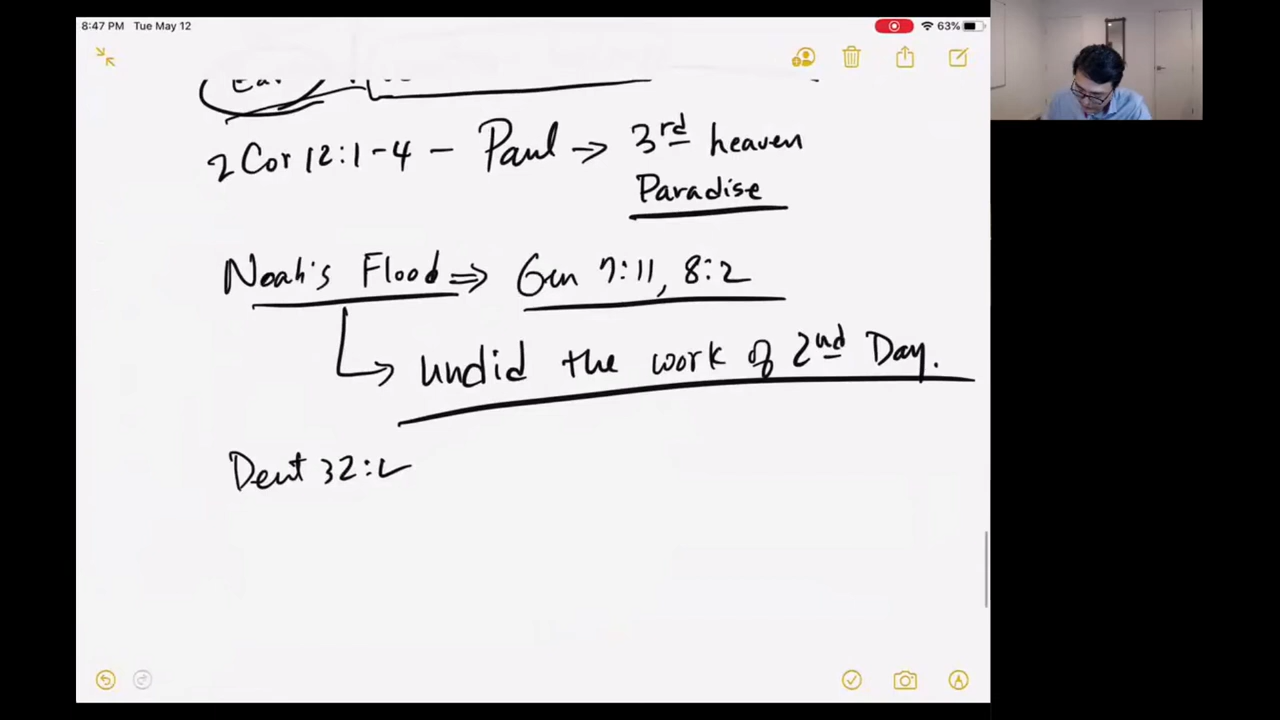 8:47 PM Tue May 12
63%
2 Cor 12:1-4 - Paul → 3rd heaven
Paradise
Noah's Flood ⇒ Gen 7:11, 8:2
↳ undid the work of 2nd Day.
Deut 32: